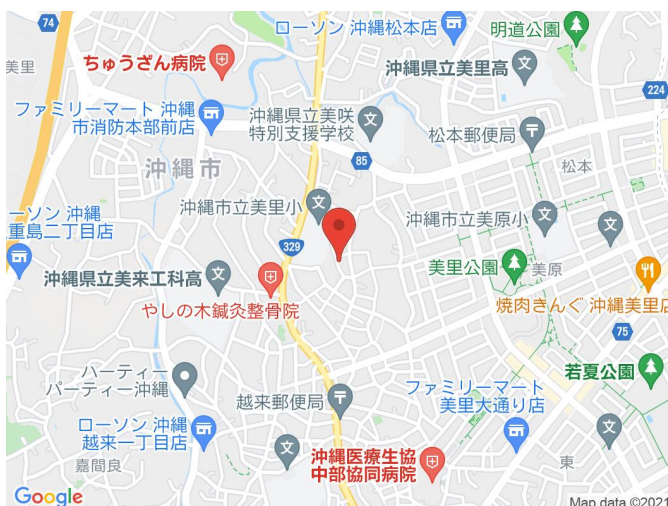 ローソン 沖縄松本店
明道公園
74
美里
ちゅうざん病院
沖縄県立美里高
224
ファミリーマート 沖縄
市消防本部前店
沖縄県立美咲
特別支援学校
松本郵便局
85
松本
沖縄市
沖縄市立美里小
沖縄市立美原小
ーソン 沖縄
重島二丁目店
329
沖縄県立美来工科高
美里公園
美原
やしの木鍼灸整骨院
焼肉きんぐ 沖縄美里店
75
ハーティー
パーティー沖縄
若夏公園
越来郵便局
ファミリーマート
美里大通り店
ローソン 沖縄
越来一丁目店
沖縄医療生協
中部協同病院
嘉間良
東
Google
Map data ©2021